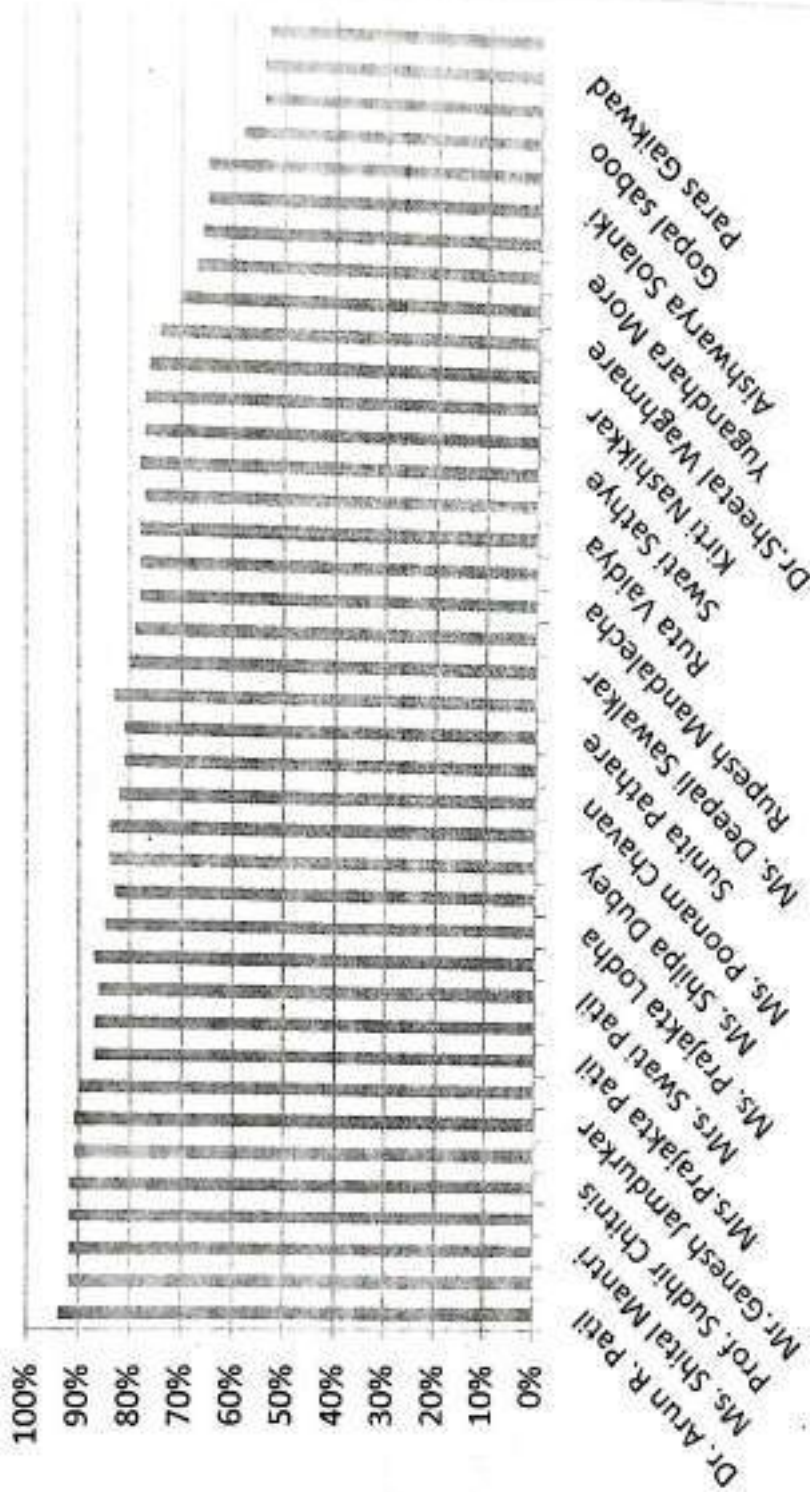 100%
90%
80%
70%
60%
50%
40%
30%
20%
10%
0%
Dr. Arun R. Patil
Ms. Shital Mantri
Prof. Sudhir Chitnis
Mr.Ganesh Jamdurkar
Mrs.Prajakta Patil
Mrs. Swati Patil
Ms. Prajakta Lodha
Ms. Shilpa Dubey
Ms. Poonam Chavan
Sunita Pathare
Ms. Deepali Sawalkar
Rupesh Mandalecha
Ruta Vaidya
Swati Sathye
Kirti Nashikkar
Dr.Sheetal Waghmare
Yugandhara More
Aishwarya Solanki
Gopal saboo
Paras Gaikwad